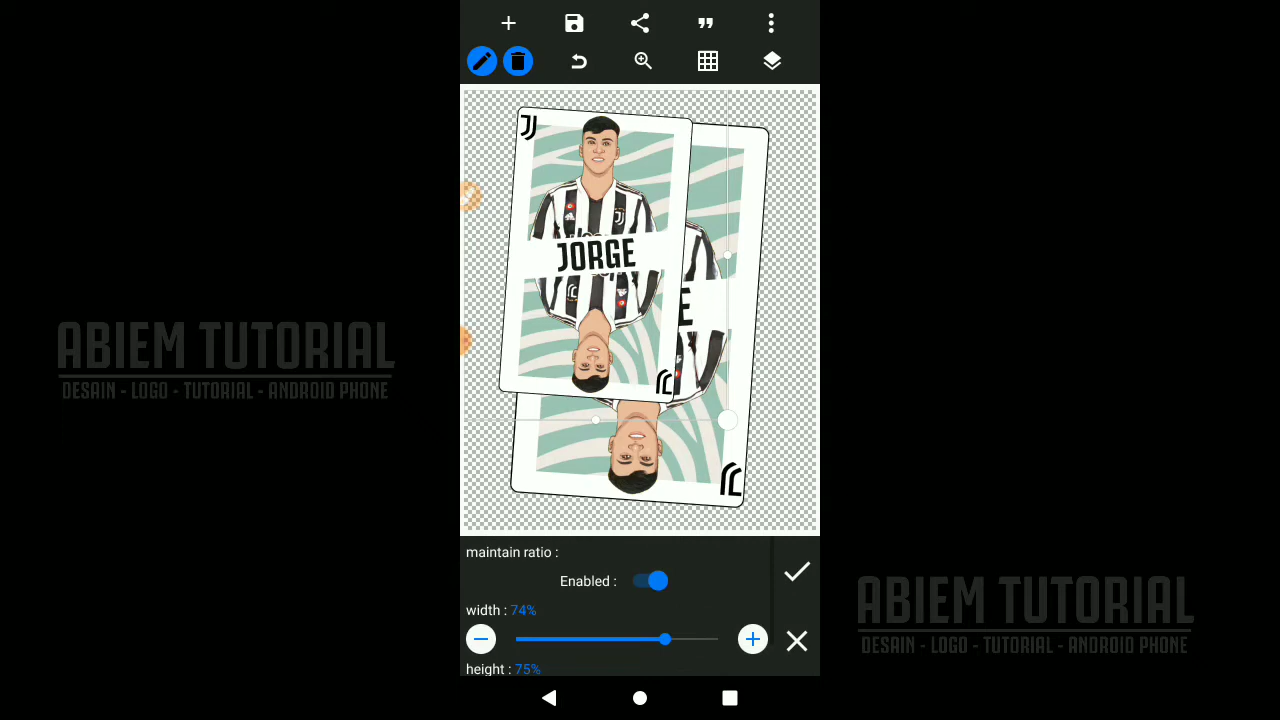 JORGE
E
Jeep
maintain ratio :
Enabled :
width : 74%
height : 75%
ABIEM TUTORIAL
DESAIN - LOGO - TUTORIAL - ANDROID PHONE
ABIEM TUTORIAL
DESAIN - LOGO - TUTORIAL - ANDROID PHONE